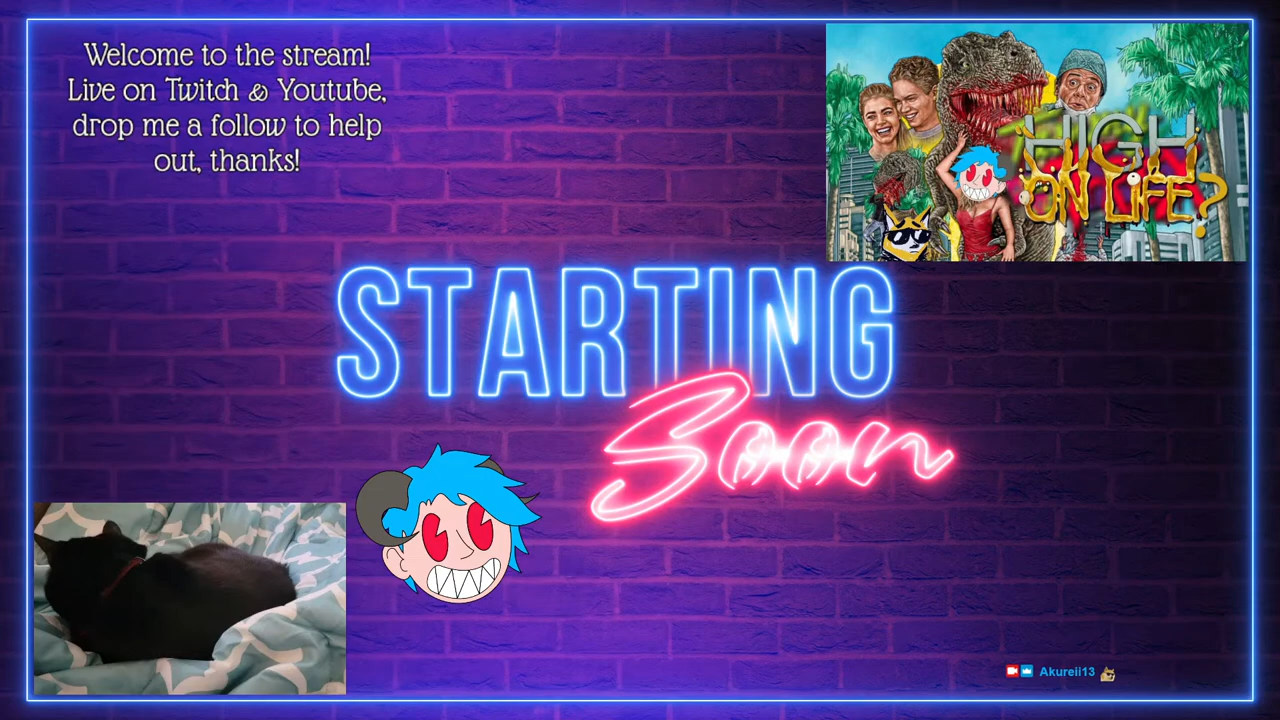 Welcome to the stream!
Live on Twitch & Youtube,
drop me a follow to help
out, thanks!
HIGH
ON LIFE?
STARTING
Soon
Akureii13